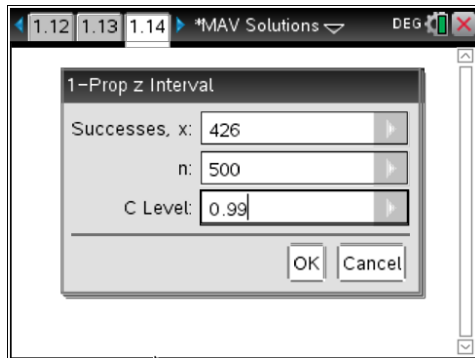 1.12 1.13 1.14 *MAV Solutions DEG
1-Prop z Interval
Successes, x: 426
n: 500
C Level: 0.99
OK Cancel